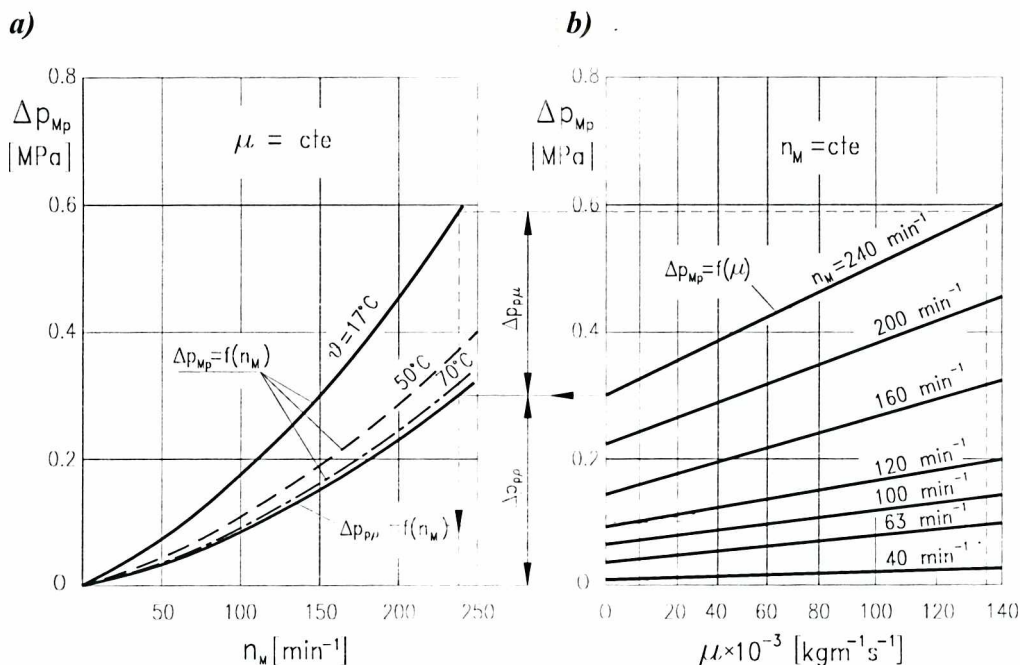 a)
0.8
Δp_Mp
[MPa]
μ = cte
0.6
0.4
0.2
0
ϑ=17°C
Δp_Mp=f(n_M)
50°C
70°C
Δp_pρ=f(n_M)
50
100
150
200
250
n_M[min⁻¹]
Δp_pμ
Δp_pρ
b)
0.8
Δp_Mp
[MPa]
n_M=cte
0.6
0.4
0.2
0
Δp_Mp=f(μ)
n_M=240 min⁻¹
200 min⁻¹
160 min⁻¹
120 min⁻¹
100 min⁻¹
63 min⁻¹
40 min⁻¹
0
20
40
60
80
100
120
140
μ×10⁻³ [kgm⁻¹s⁻¹]